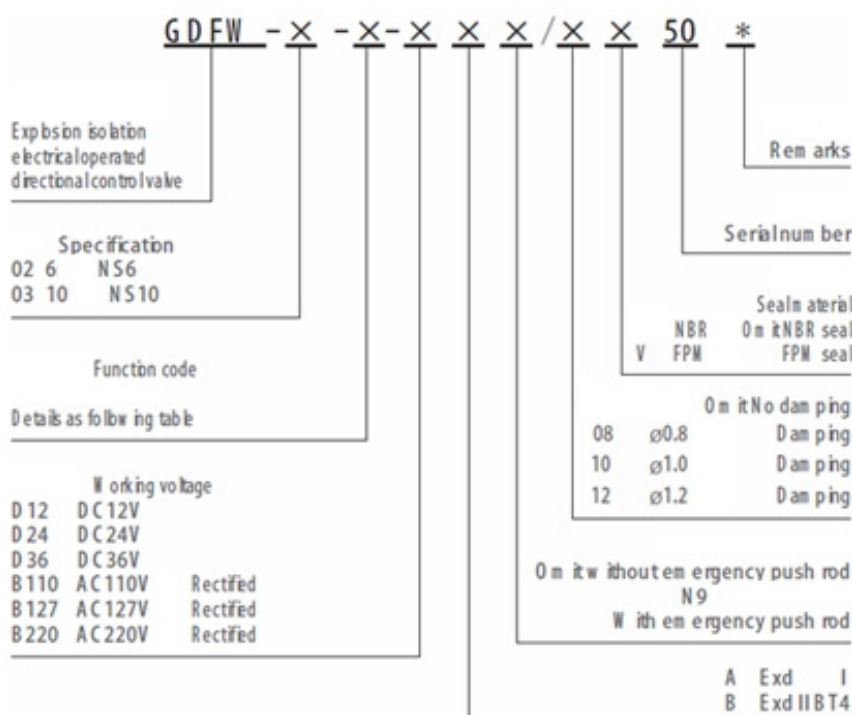 GDFW - × - × - × × × / × × 50 *
Explosion isolation
electrical operated
directional control valve
Specification
02 6 NS6
03 10 NS10
Function code
Details as following table
Working voltage
D12 DC12V
D24 DC24V
D36 DC36V
B110 AC110V Rectified
B127 AC127V Rectified
B220 AC220V Rectified
Remarks
Serial number
Seal material
NBR Omit NBR seal
V FPM FPM seal
Omit No damping
08 ø0.8 Damping
10 ø1.0 Damping
12 ø1.2 Damping
Omit without emergency push rod
N9
With emergency push rod
A Exd I
B ExdIIBT4